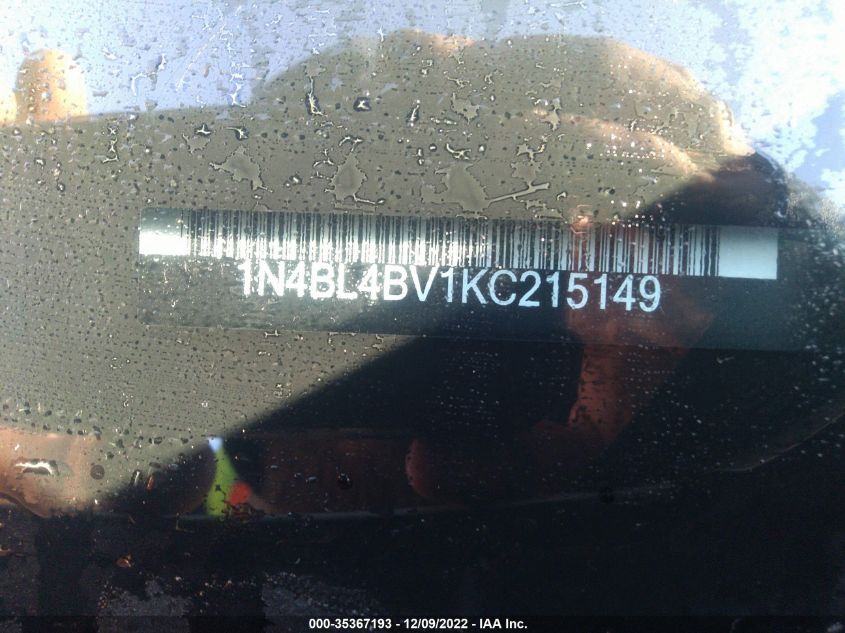 1N4BL4BV1KC215149
000-35367193 - 12/09/2022 - IAA Inc.